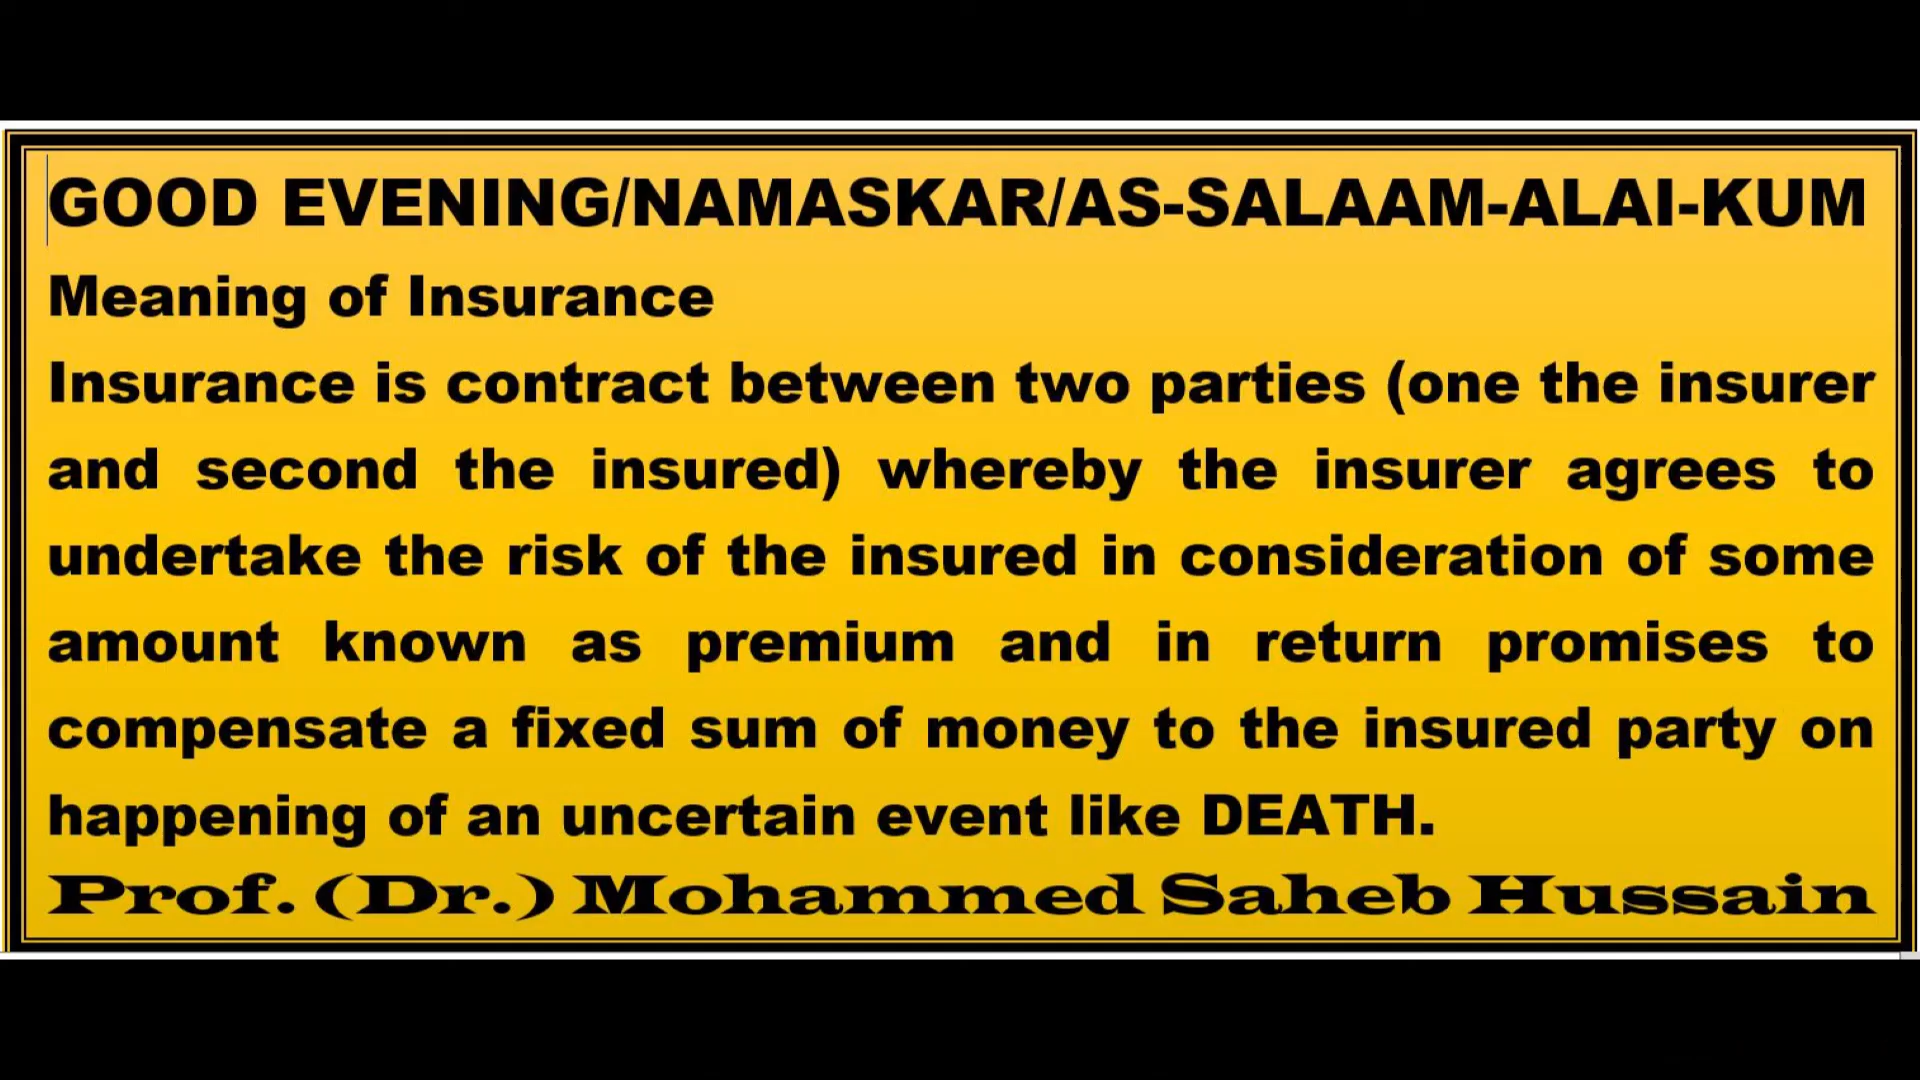 GOOD EVENING/NAMASKAR/AS-SALAAM-ALAI-KUM
Meaning of Insurance
Insurance is contract between two parties (one the insurer
and second the insured) whereby the insurer agrees to
undertake the risk of the insured in consideration of some
amount known as premium and in return promises to
compensate a fixed sum of money to the insured party on
happening of an uncertain event like DEATH.
Prof. (Dr.) Mohammed Saheb Hussain